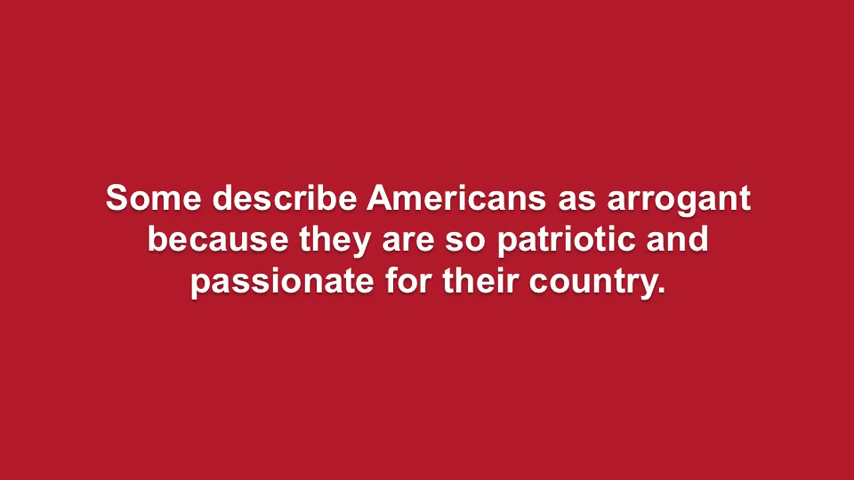 Some describe Americans as arrogant
because they are so patriotic and
passionate for their country.